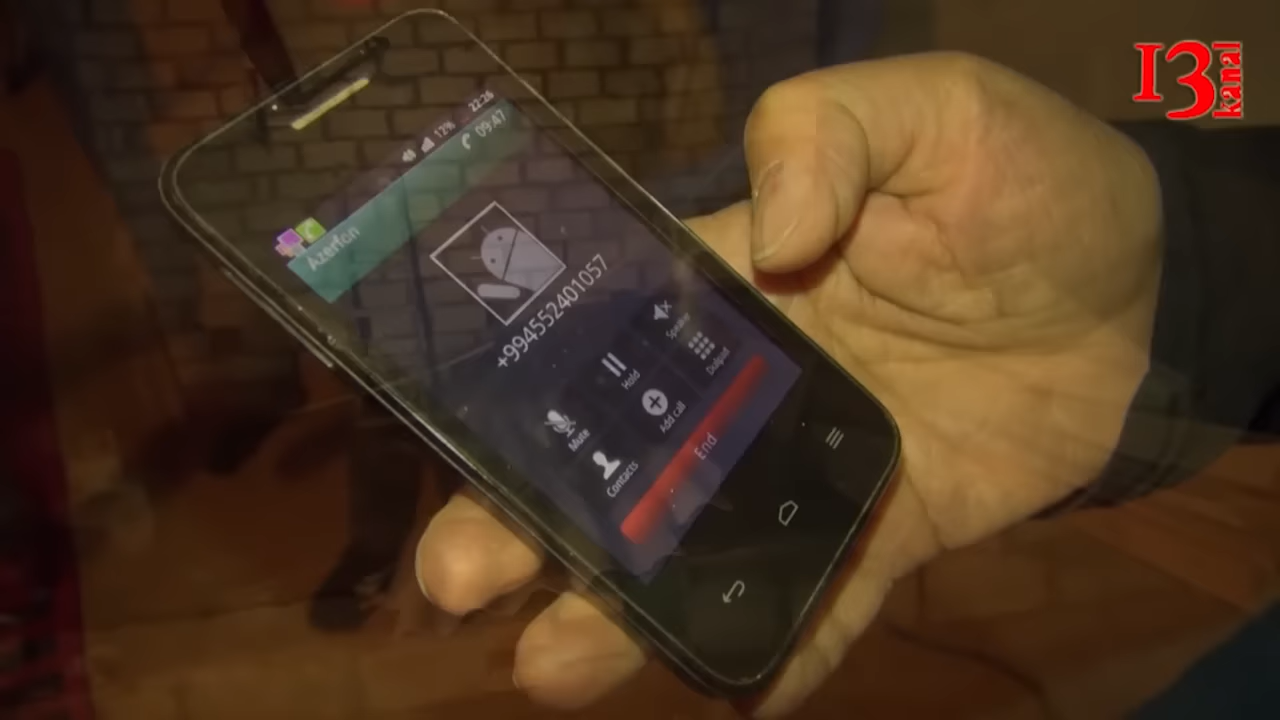 13 kanal
12% 22:26
Azerfon 09:47
+994552401057
Mute Hold Speaker
Contacts Add call Dialpad
End